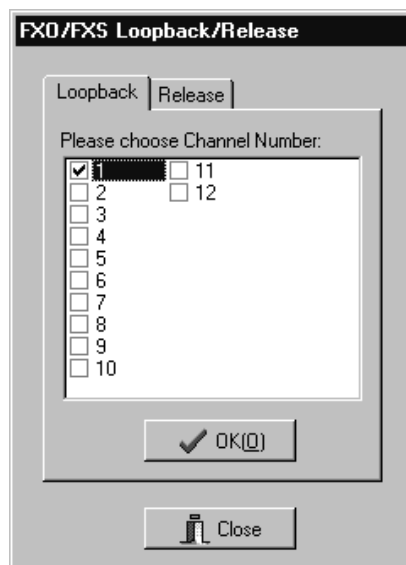 FXO/FXS Loopback/Release
Loopback
Release
Please choose Channel Number:
1
2
3
4
5
6
7
8
9
10
11
12
OK(O)
Close